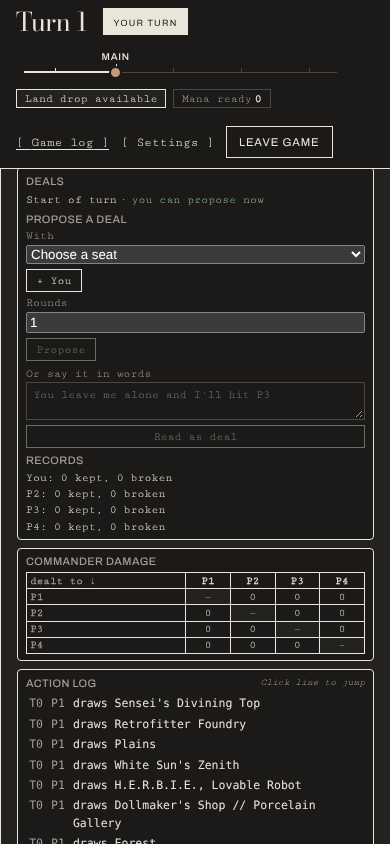 Turn 1
YOUR TURN
MAIN
Land drop available
Mana ready 0
[ Game log ]
[ Settings ]
LEAVE GAME
DEALS
Start of turn · you can propose now
PROPOSE A DEAL
With
Choose a seat
+ You
Rounds
1
Propose
Or say it in words
You leave me alone and I'll hit P3
Read as deal
RECORDS
You: 0 kept, 0 broken
P2: 0 kept, 0 broken
P3: 0 kept, 0 broken
P4: 0 kept, 0 broken
COMMANDER DAMAGE
dealt to ↓ P1 P2 P3 P4
P1 – 0 0 0
P2 0 – 0 0
P3 0 0 – 0
P4 0 0 0 –
ACTION LOG
Click line to jump
T0 P1 draws Sensei's Divining Top
T0 P1 draws Retrofitter Foundry
T0 P1 draws Plains
T0 P1 draws White Sun's Zenith
T0 P1 draws H.E.R.B.I.E., Lovable Robot
T0 P1 draws Dollmaker's Shop // Porcelain
Gallery
T0 P1 draws Forest